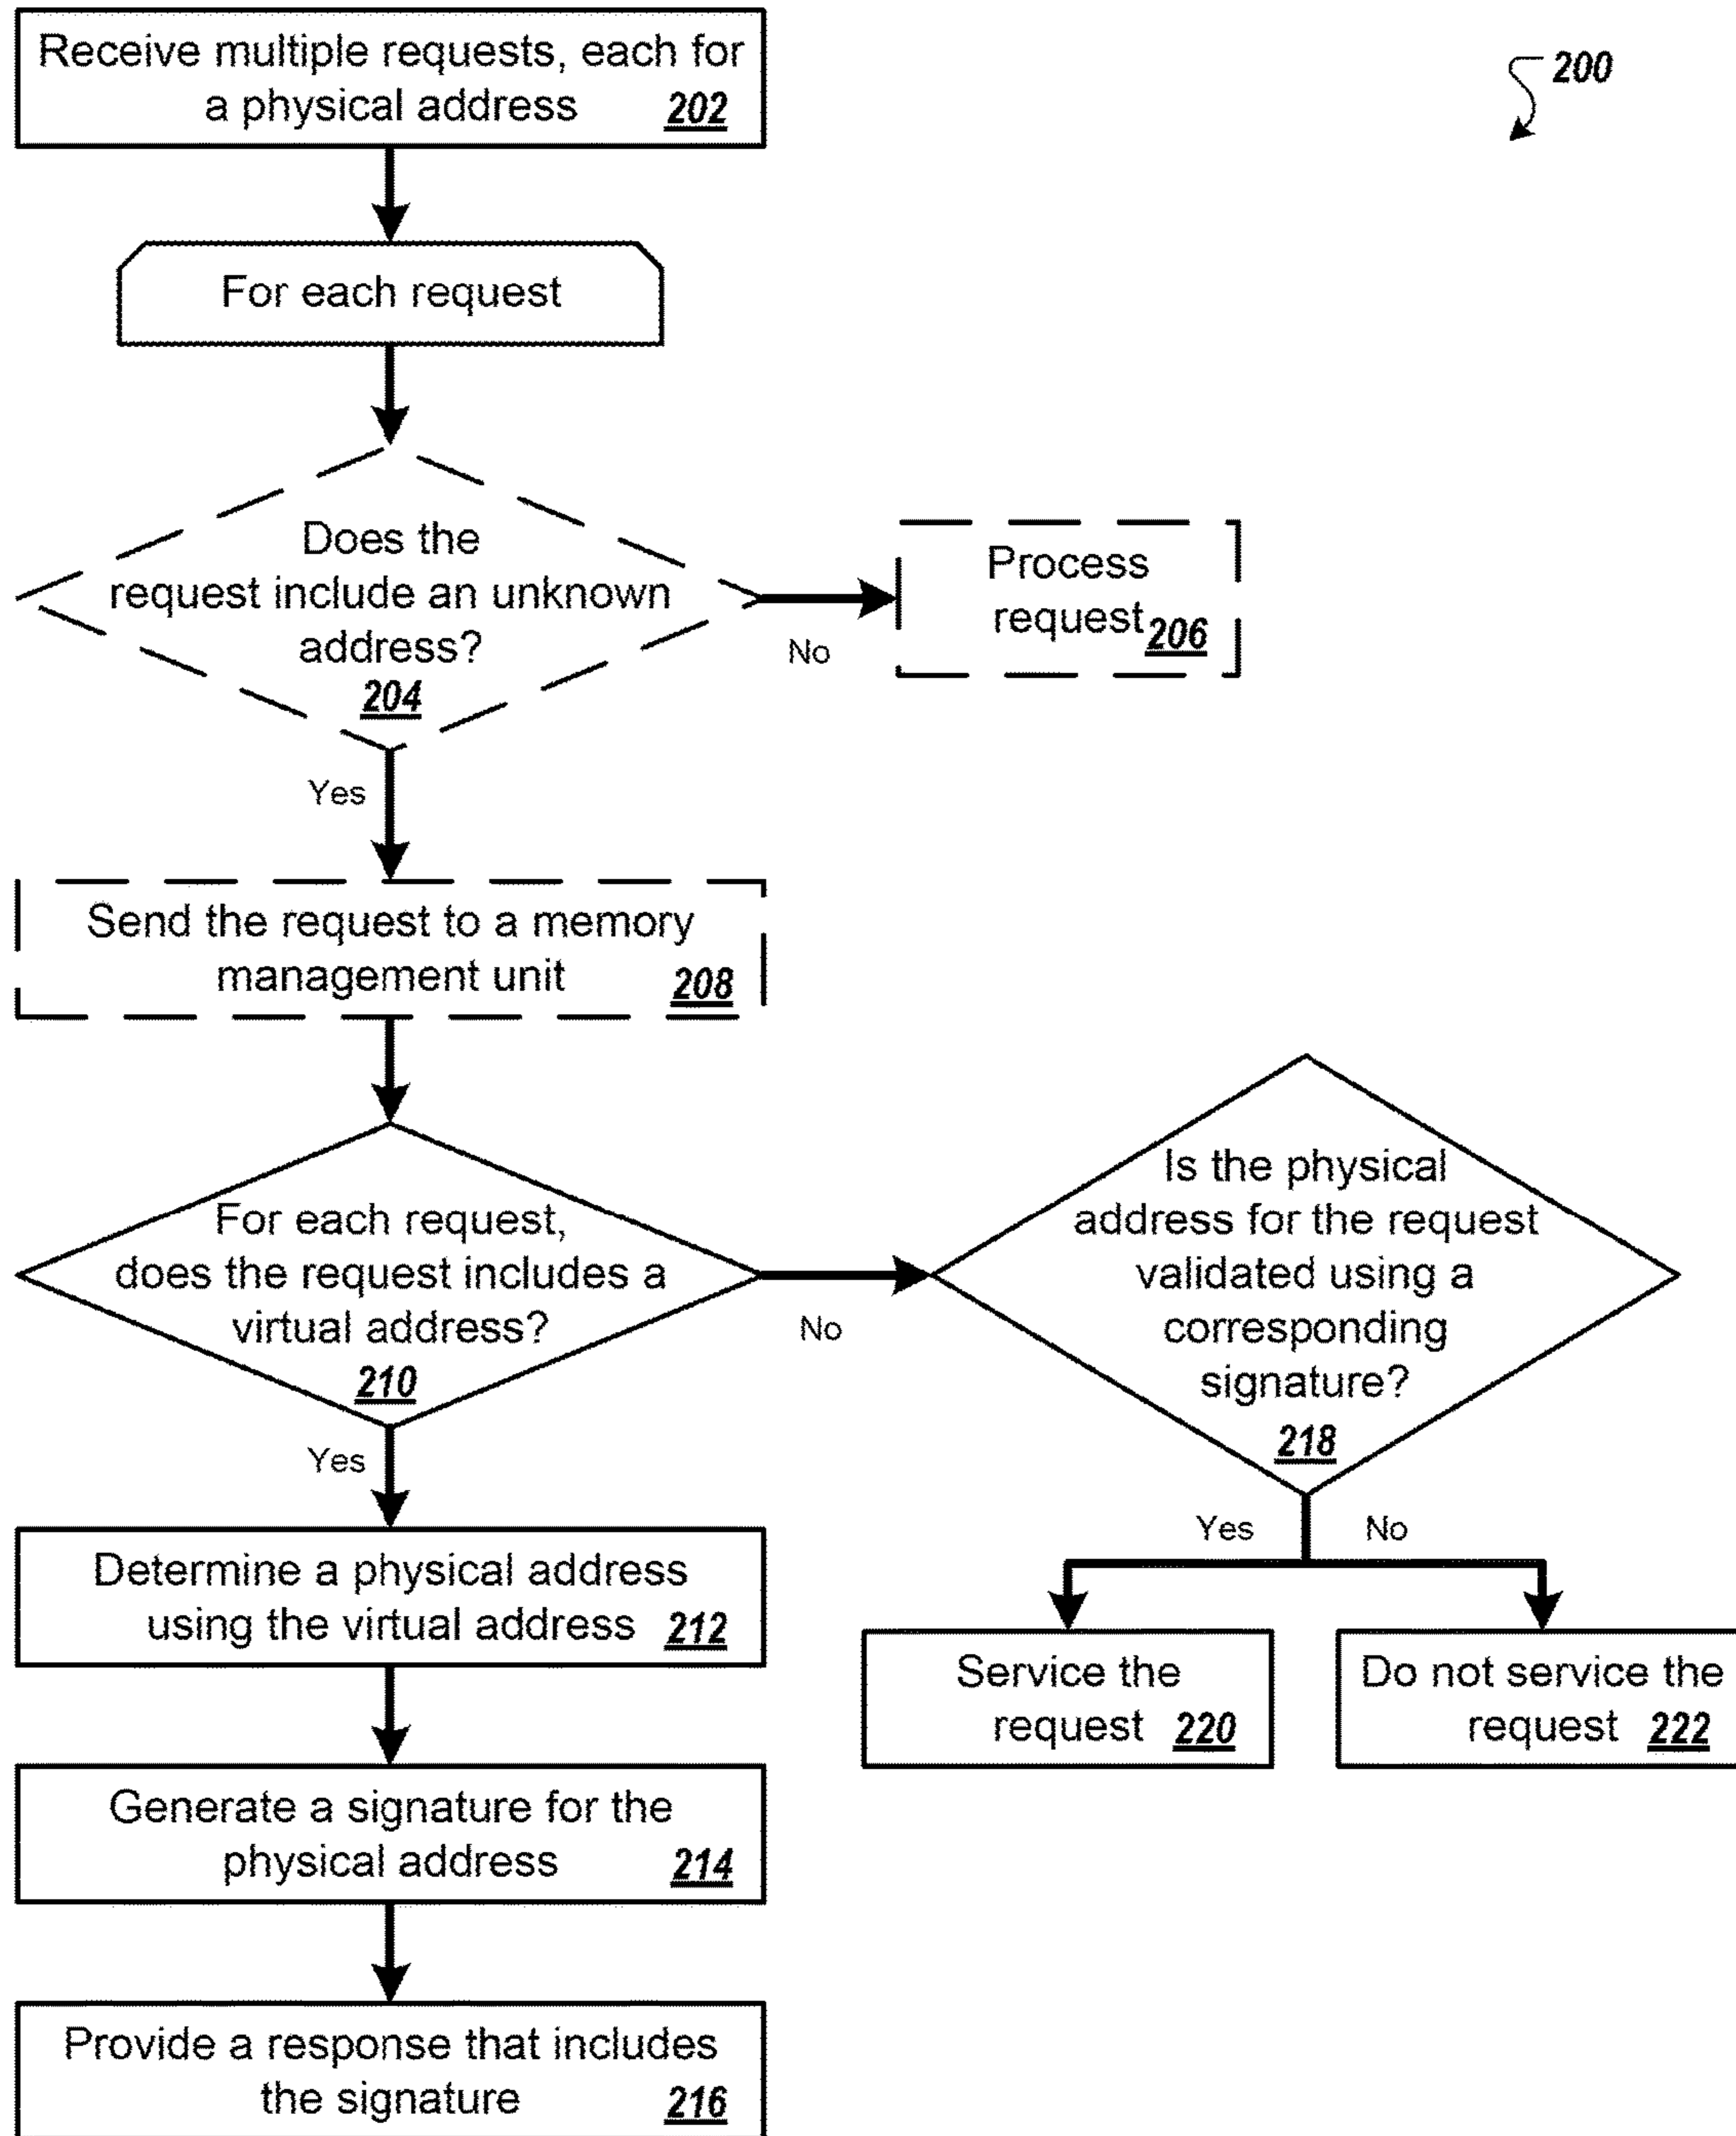 Receive multiple requests, each for
a physical address 202
200
For each request
Does the
request include an unknown
address?
204
No
Process
request 206
Yes
Send the request to a memory
management unit 208
For each request,
does the request includes a
virtual address?
210
No
Is the physical
address for the request
validated using a
corresponding
signature?
218
Yes
Yes No
Determine a physical address
using the virtual address 212
Service the
request 220
Do not service the
request 222
Generate a signature for the
physical address 214
Provide a response that includes
the signature 216